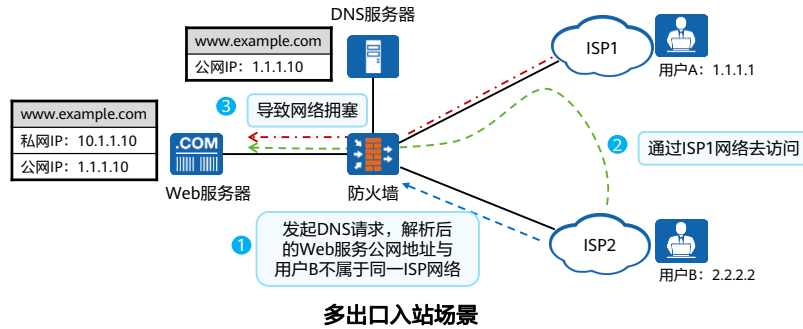 DNS服务器
www.example.com
公网IP：1.1.1.10
ISP1
用户A：1.1.1.1
www.example.com
私网IP：10.1.1.10
公网IP：1.1.1.10
3
导致网络拥塞
.COM
Web服务器
防火墙
2
通过ISP1网络去访问
1
发起DNS请求，解析后
的Web服务公网地址与
用户B不属于同一ISP网络
ISP2
用户B：2.2.2.2
多出口入站场景